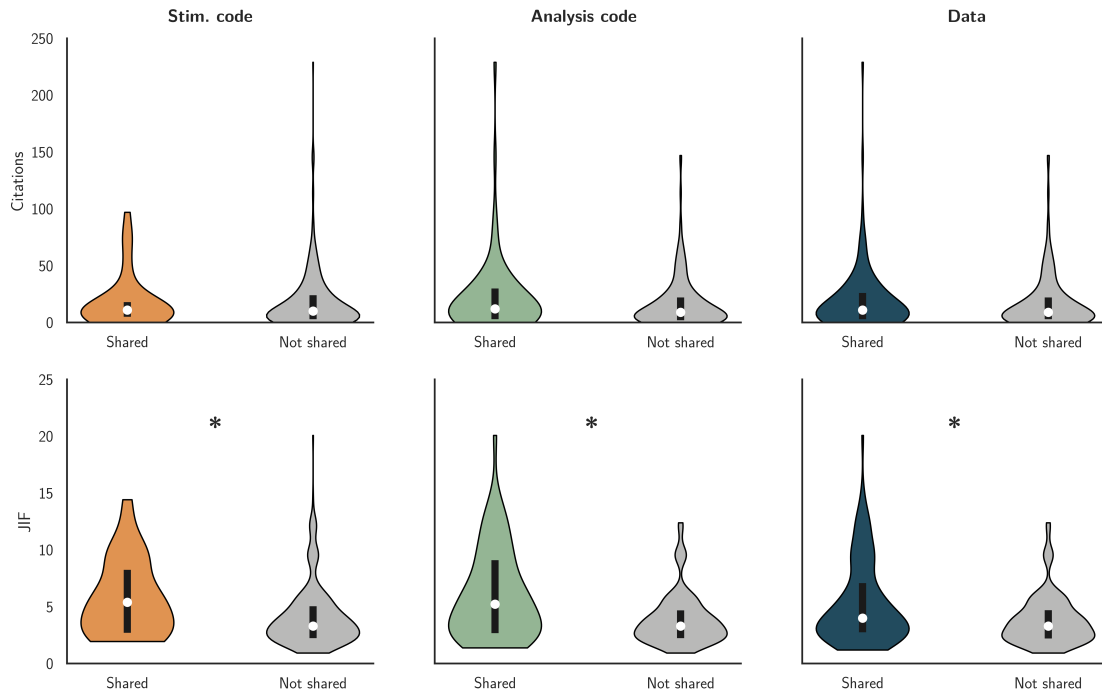 Stim. code
Analysis code
Data
Citations
250
200
150
100
50
0
Shared
Not shared
Shared
Not shared
Shared
Not shared
JIF
25
20
15
10
5
0
*
*
*
Shared
Not shared
Shared
Not shared
Shared
Not shared